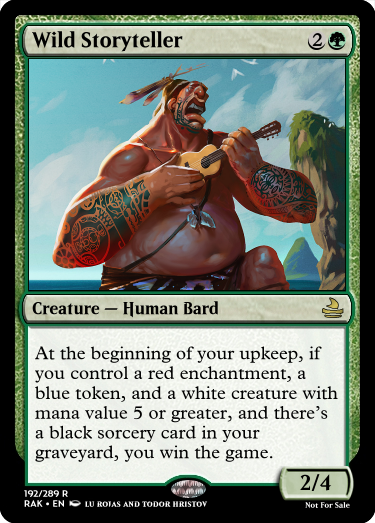 Wild Storyteller 2
Creature — Human Bard
At the beginning of your upkeep, if
you control a red enchantment, a
blue token, and a white creature with
mana value 5 or greater, and there's
a black sorcery card in your
graveyard, you win the game.
2/4
192/289 R
RAK • EN LU ROJAS AND TODOR HRISTOV
Not For Sale